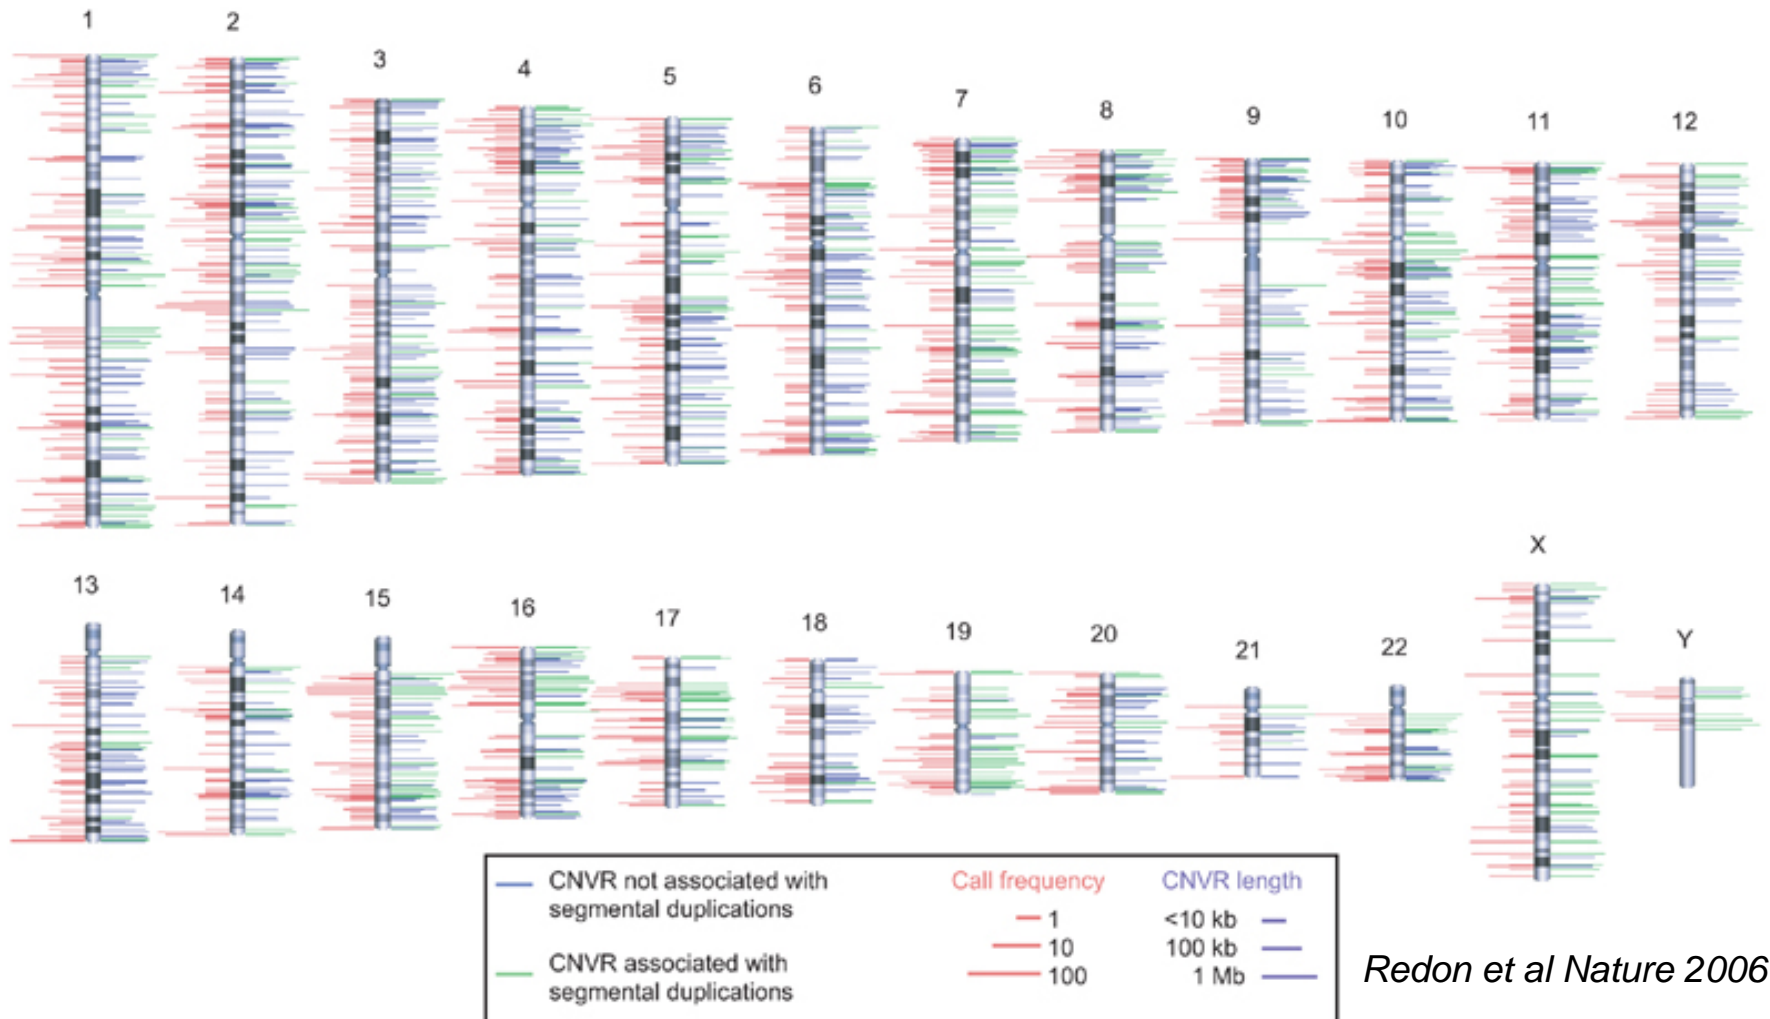 1
2
3
4
5
6
7
8
9
10
11
12
13
14
15
16
17
18
19
20
21
22
X
Y
CNVR not associated with
segmental duplications
CNVR associated with
segmental duplications
Call frequency
1
10
100
CNVR length
<10 kb
100 kb
1 Mb
Redon et al Nature 2006